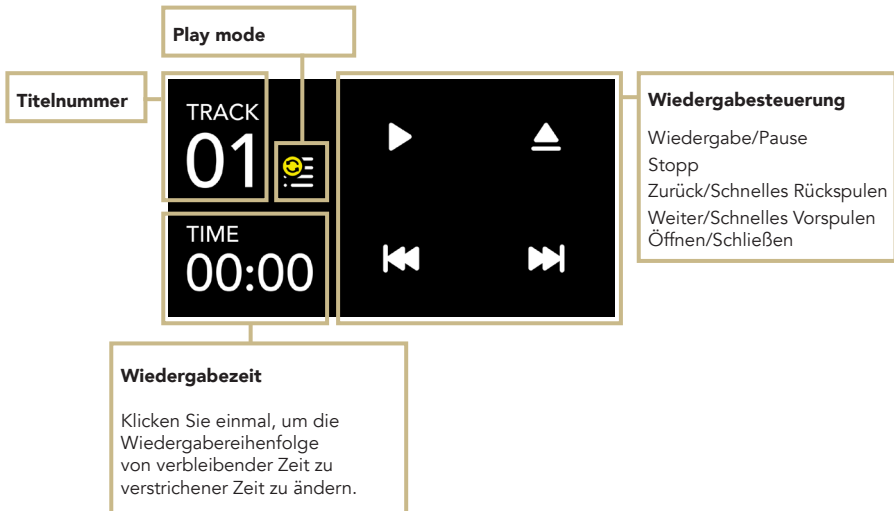 Play mode
Titelnummer
TRACK
01
TIME
00:00
Wiedergabesteuerung
Wiedergabe/Pause
Stopp
Zurück/Schnelles Rückspulen
Weiter/Schnelles Vorspulen
Öffnen/Schließen
Wiedergabezeit
Klicken Sie einmal, um die
Wiedergabereihenfolge
von verbleibender Zeit zu
verstrichener Zeit zu ändern.